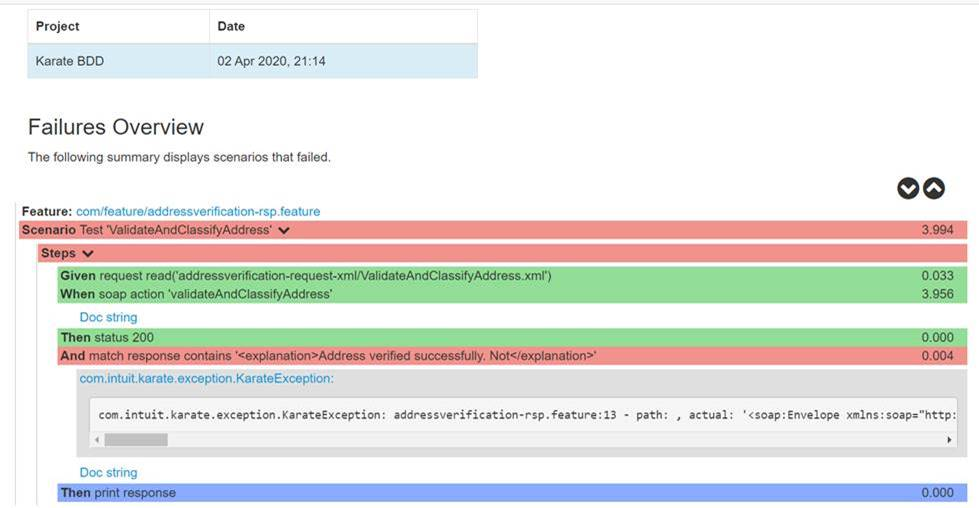 Project Date
Karate BDD 02 Apr 2020, 21:14
Failures Overview
The following summary displays scenarios that failed.
Feature: com/feature/addressverification-rsp.feature
Scenario Test 'ValidateAndClassifyAddress' 3.994
Steps
Given request read('addressverification-request-xml/ValidateAndClassifyAddress.xml') 0.033
When soap action 'validateAndClassifyAddress' 3.956
Doc string
Then status 200 0.000
And match response contains '<explanation>Address verified successfully. Not</explanation>' 0.004
com.intuit.karate.exception.KarateException:
com.intuit.karate.exception.KarateException: addressverification-rsp.feature:13 - path: , actual: '<soap:Envelope xmlns:soap="http:
Doc string
Then print response 0.000